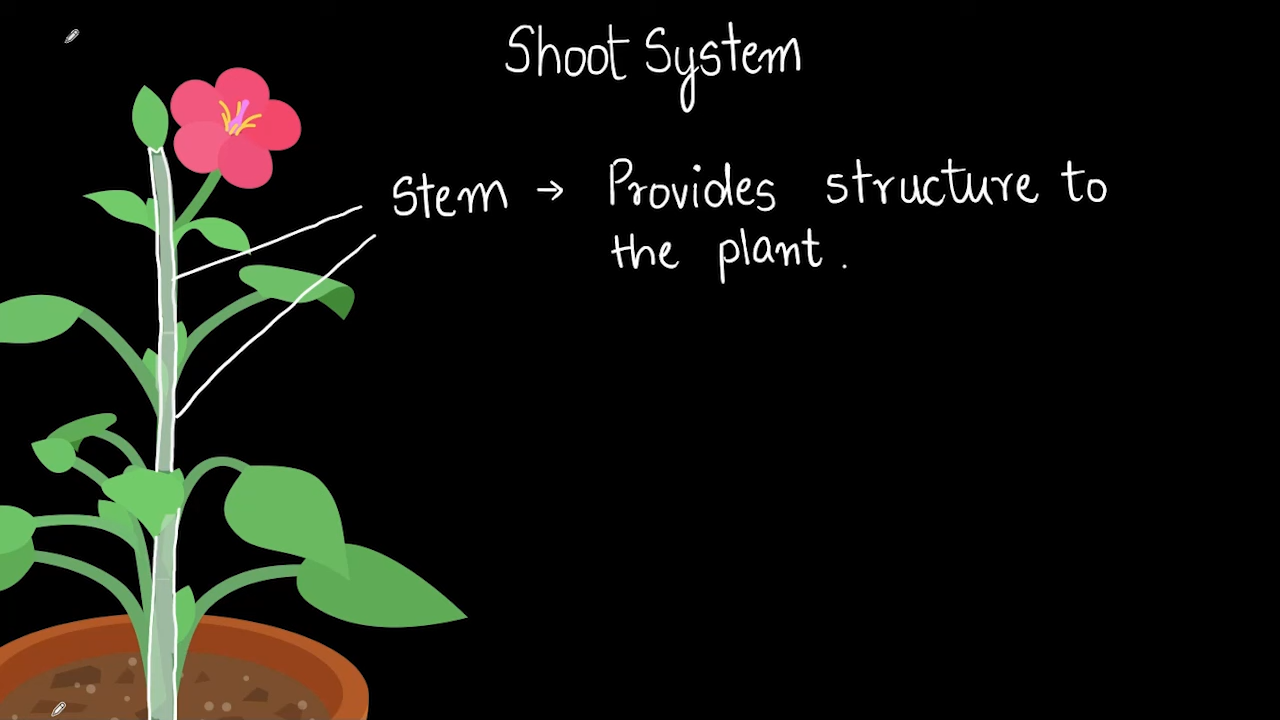 Shoot System
Stem → Provides structure to
the plant.